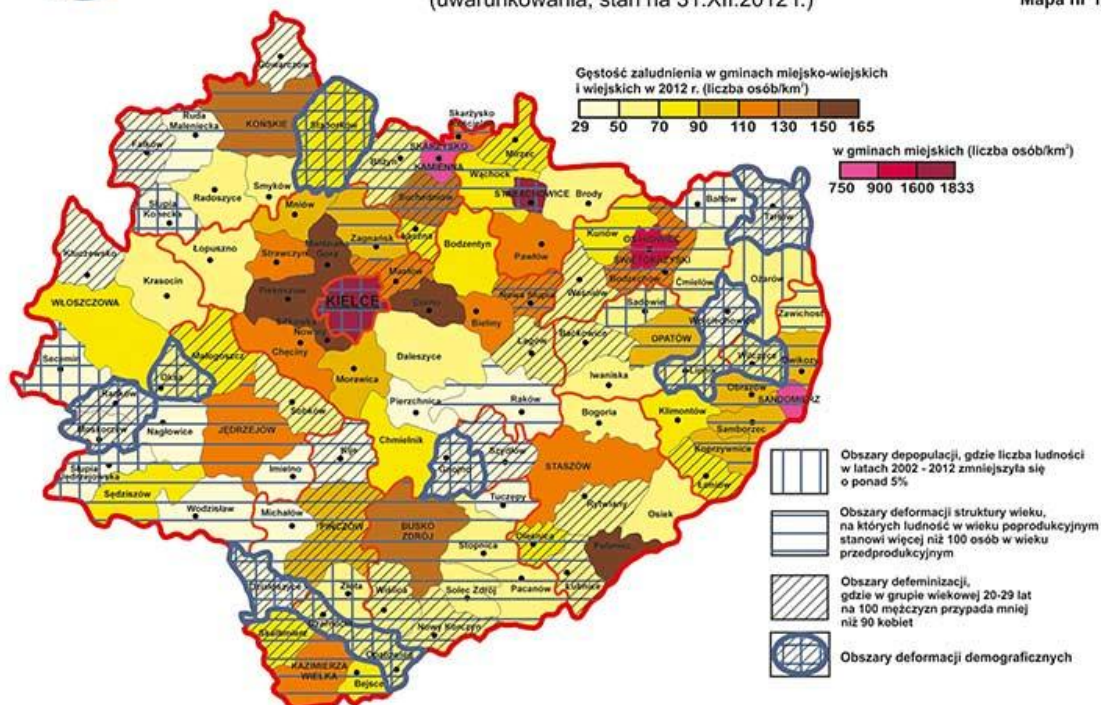 (uwarunkowania, stan na 31.XII.2012 r.)
Mapa nr 1
Gęstość zaludnienia w gminach miejsko-wiejskich
i wiejskich w 2012 r. (liczba osób/km²)
29 50 70 90 110 130 150 165
w gminach miejskich (liczba osób/km²)
750 900 1600 1833
Gowarczów
Ruda
Maleniecka
KOŃSKIE
Stąporków
Skarżysko
Fałków
Bliżyn
SKARŻYSKO
KAMIENNA
Mirzec
Wąchock
Radoszyce
Smyków
Suchedniów
STARACHOWICE
Brody
Bałtów
Tarłów
Słupia
Konecka
Mniów
Zagnańsk
Łączna
Bodzentyn
Kunów
OSTROWIEC
ŚWIĘTOKRZYSKI
Kluczewsko
Łopuszno
Strawczyn
Miedziana
Góra
Masłów
Pawłów
Bodzechów
Ćmielów
Ożarów
Krasocin
Piekoszów
KIELCE
Górno
Nowa Słupia
Waśniów
Sadowie
Wojciechowice
Zawichost
WŁOSZCZOWA
Sitkówka
Nowiny
Bieliny
Łagów
Baćkowice
OPATÓW
Secemin
Małogoszcz
Chęciny
Daleszyce
Lipnik
Wilczyce
Dwikozy
Oksa
Morawica
Iwaniska
Obrazów
SANDOMIERZ
Radków
Sobków
Pierzchnica
Raków
Bogoria
Klimontów
Samborzec
Moskorzew
Nagłowice
JĘDRZEJÓW
Chmielnik
Koprzywnica
Słupia
Jędrzejowska
Imielno
Kije
Gnojno
Szydłów
STASZÓW
Łoniów
Sędziszów
Wodzisław
Michałów
PIŃCZÓW
BUSKO
ZDRÓJ
Tuczępy
Rytwiany
Osiek
Stopnica
Oleśnica
Połaniec
Działoszyce
Złota
Wiślica
Solec Zdrój
Pacanów
Łubnice
Czarnocin
Nowy Korczyn
Skalbmierz
Opatowiec
KAZIMIERZA
WIELKA
Bejsce
Obszary depopulacji, gdzie liczba ludności
w latach 2002 - 2012 zmniejszyła się
o ponad 5%
Obszary deformacji struktury wieku,
na których ludność w wieku poprodukcyjnym
stanowi więcej niż 100 osób w wieku
przedprodukcyjnym
Obszary defeminizacji,
gdzie w grupie wiekowej 20-29 lat
na 100 mężczyzn przypada mniej
niż 90 kobiet
Obszary deformacji demograficznych